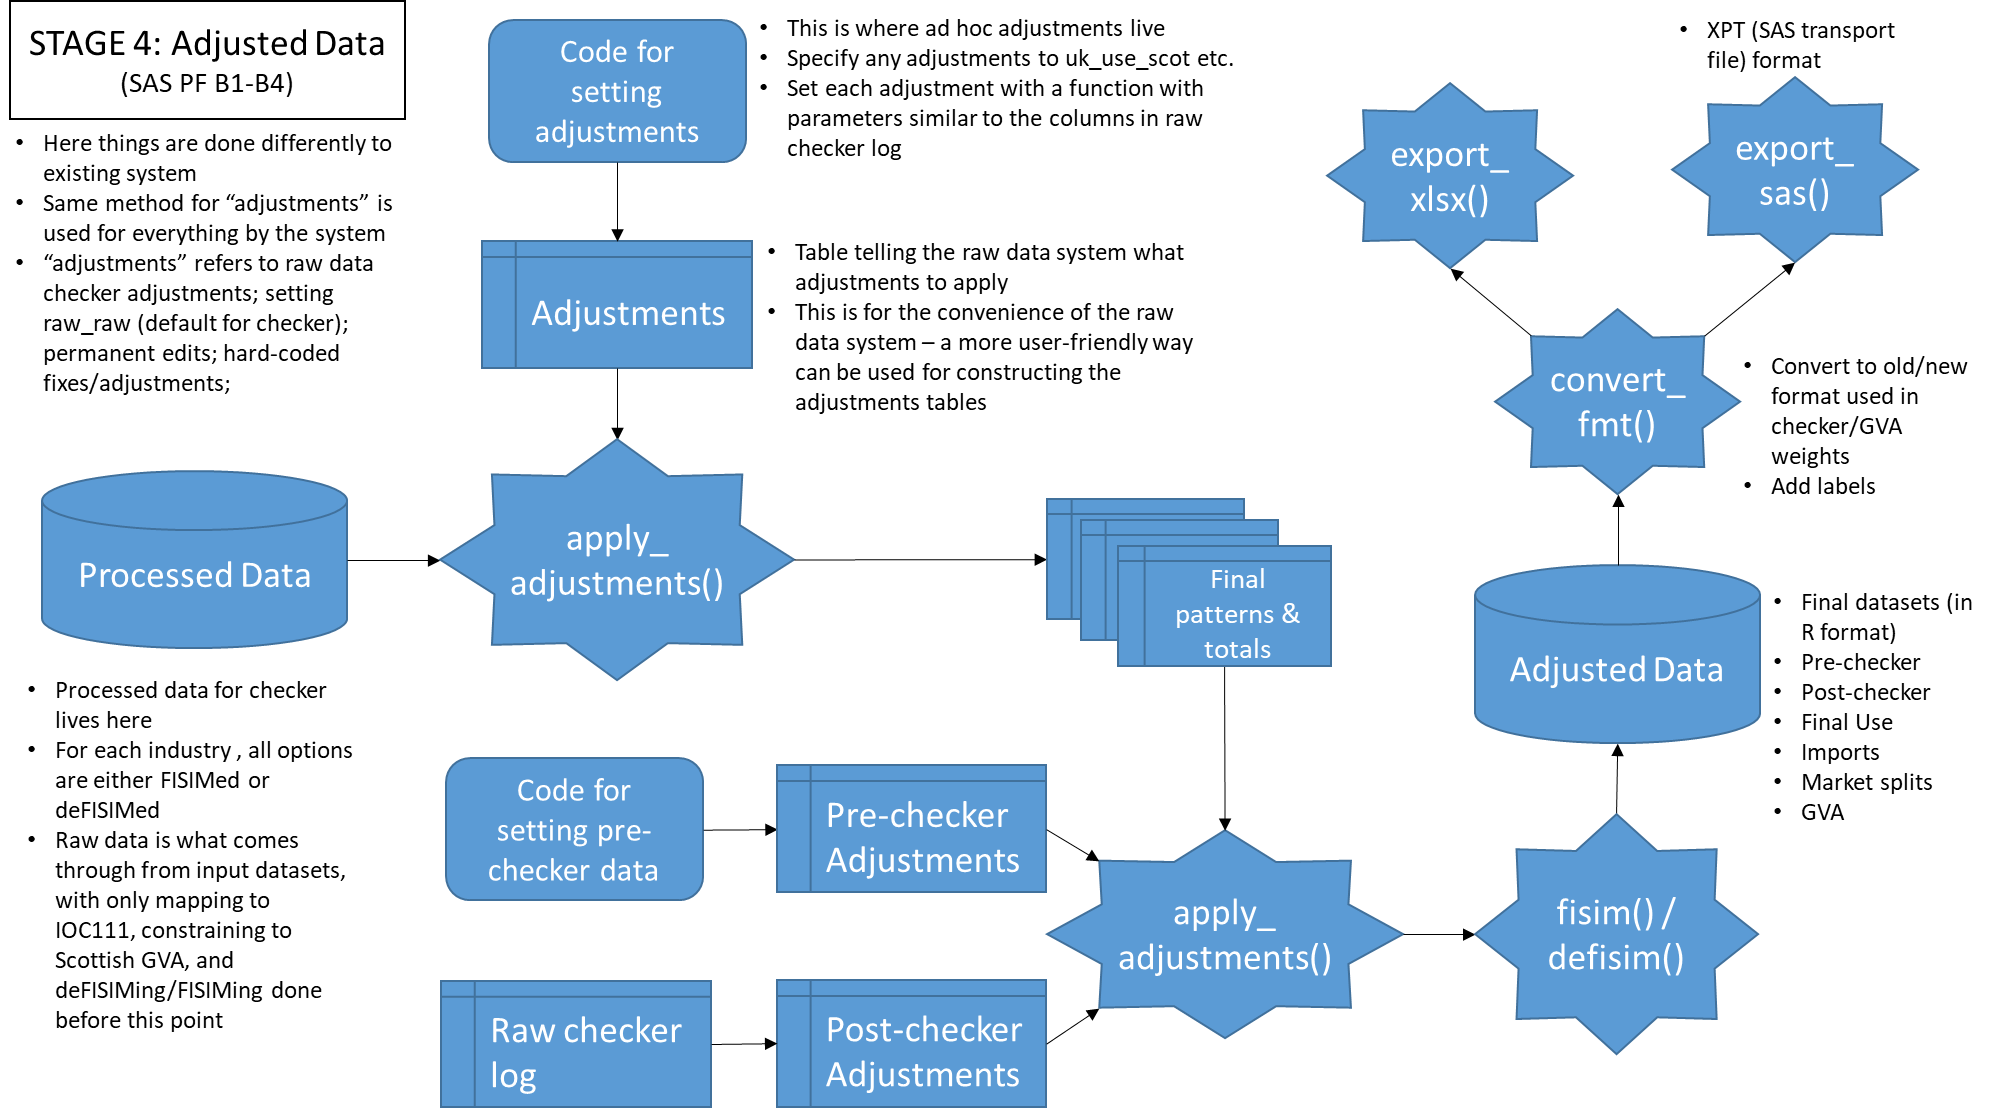 STAGE 4: Adjusted Data
(SAS PF B1-B4)
• Here things are done differently to
existing system
• Same method for “adjustments” is
used for everything by the system
• “adjustments” refers to raw data
checker adjustments; setting
raw_raw (default for checker);
permanent edits; hard-coded
fixes/adjustments;
Code for
setting
adjustments
• This is where ad hoc adjustments live
• Specify any adjustments to uk_use_scot etc.
• Set each adjustment with a function with
parameters similar to the columns in raw
checker log
Adjustments
• Table telling the raw data system what
adjustments to apply
• This is for the convenience of the raw
data system – a more user-friendly way
can be used for constructing the
adjustments tables
Processed Data
• Processed data for checker
lives here
• For each industry , all options
are either FISIMed or
deFISIMed
• Raw data is what comes
through from input datasets,
with only mapping to
IOC111, constraining to
Scottish GVA, and
deFISIMing/FISIMing done
before this point
apply_
adjustments()
Final
patterns &
totals
Code for
setting pre-
checker data
Pre-checker
Adjustments
Raw checker
log
Post-checker
Adjustments
apply_
adjustments()
fisim() /
defisim()
Adjusted Data
• Final datasets (in
R format)
• Pre-checker
• Post-checker
• Final Use
• Imports
• Market splits
• GVA
convert_
fmt()
• Convert to old/new
format used in
checker/GVA
weights
• Add labels
export_
xlsx()
export_
sas()
• XPT (SAS transport
file) format